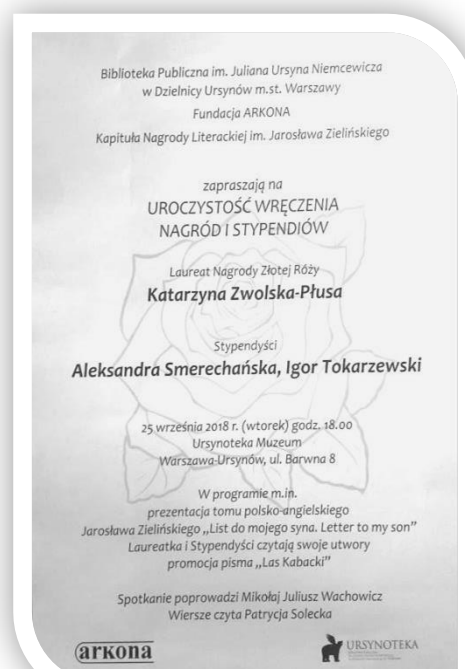 Biblioteka Publiczna im. Juliana Ursyna Niemcewicza
w Dzielnicy Ursynów m.st. Warszawy
Fundacja ARKONA
Kapituła Nagrody Literackiej im. Jarosława Zielińskiego
zapraszają na
UROCZYSTOŚĆ WRĘCZENIA
NAGRÓD I STYPENDIÓW
Laureat Nagrody Złotej Róży
Katarzyna Zwolska-Płusa
Stypendyści
Aleksandra Smerechańska, Igor Tokarzewski
25 września 2018 r. (wtorek) godz. 18.00
Ursynoteka Muzeum
Warszawa-Ursynów, ul. Barwna 8
W programie m.in.
prezentacja tomu polsko-angielskiego
Jarosława Zielińskiego „List do mojego syna. Letter to my son”
Laureatka i Stypendyści czytają swoje utwory
promocja pisma „Las Kabacki”
Spotkanie poprowadzi Mikołaj Juliusz Wachowicz
Wiersze czyta Patrycja Solecka
arkona
URSYNOTEKA